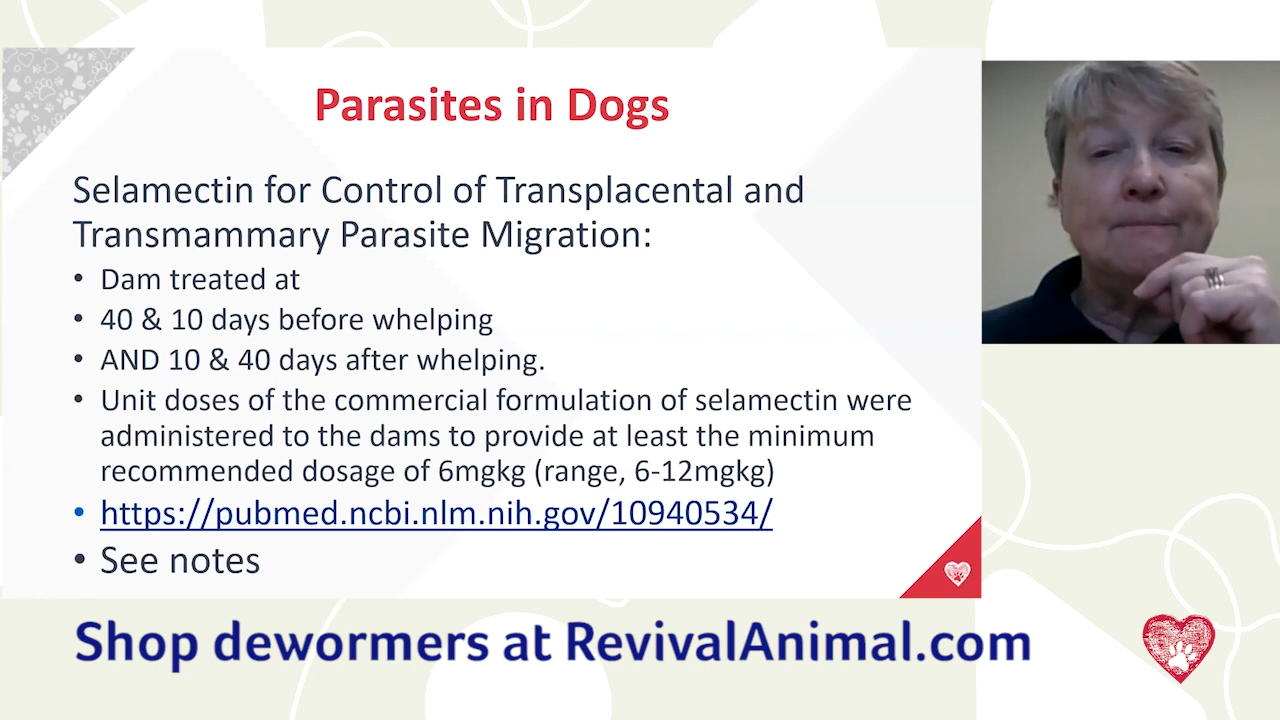 Parasites in Dogs
Selamectin for Control of Transplacental and
Transmammary Parasite Migration:
• Dam treated at
• 40 & 10 days before whelping
• AND 10 & 40 days after whelping.
• Unit doses of the commercial formulation of selamectin were
administered to the dams to provide at least the minimum
recommended dosage of 6mgkg (range, 6-12mgkg)
• https://pubmed.ncbi.nlm.nih.gov/10940534/
• See notes
Shop dewormers at RevivalAnimal.com